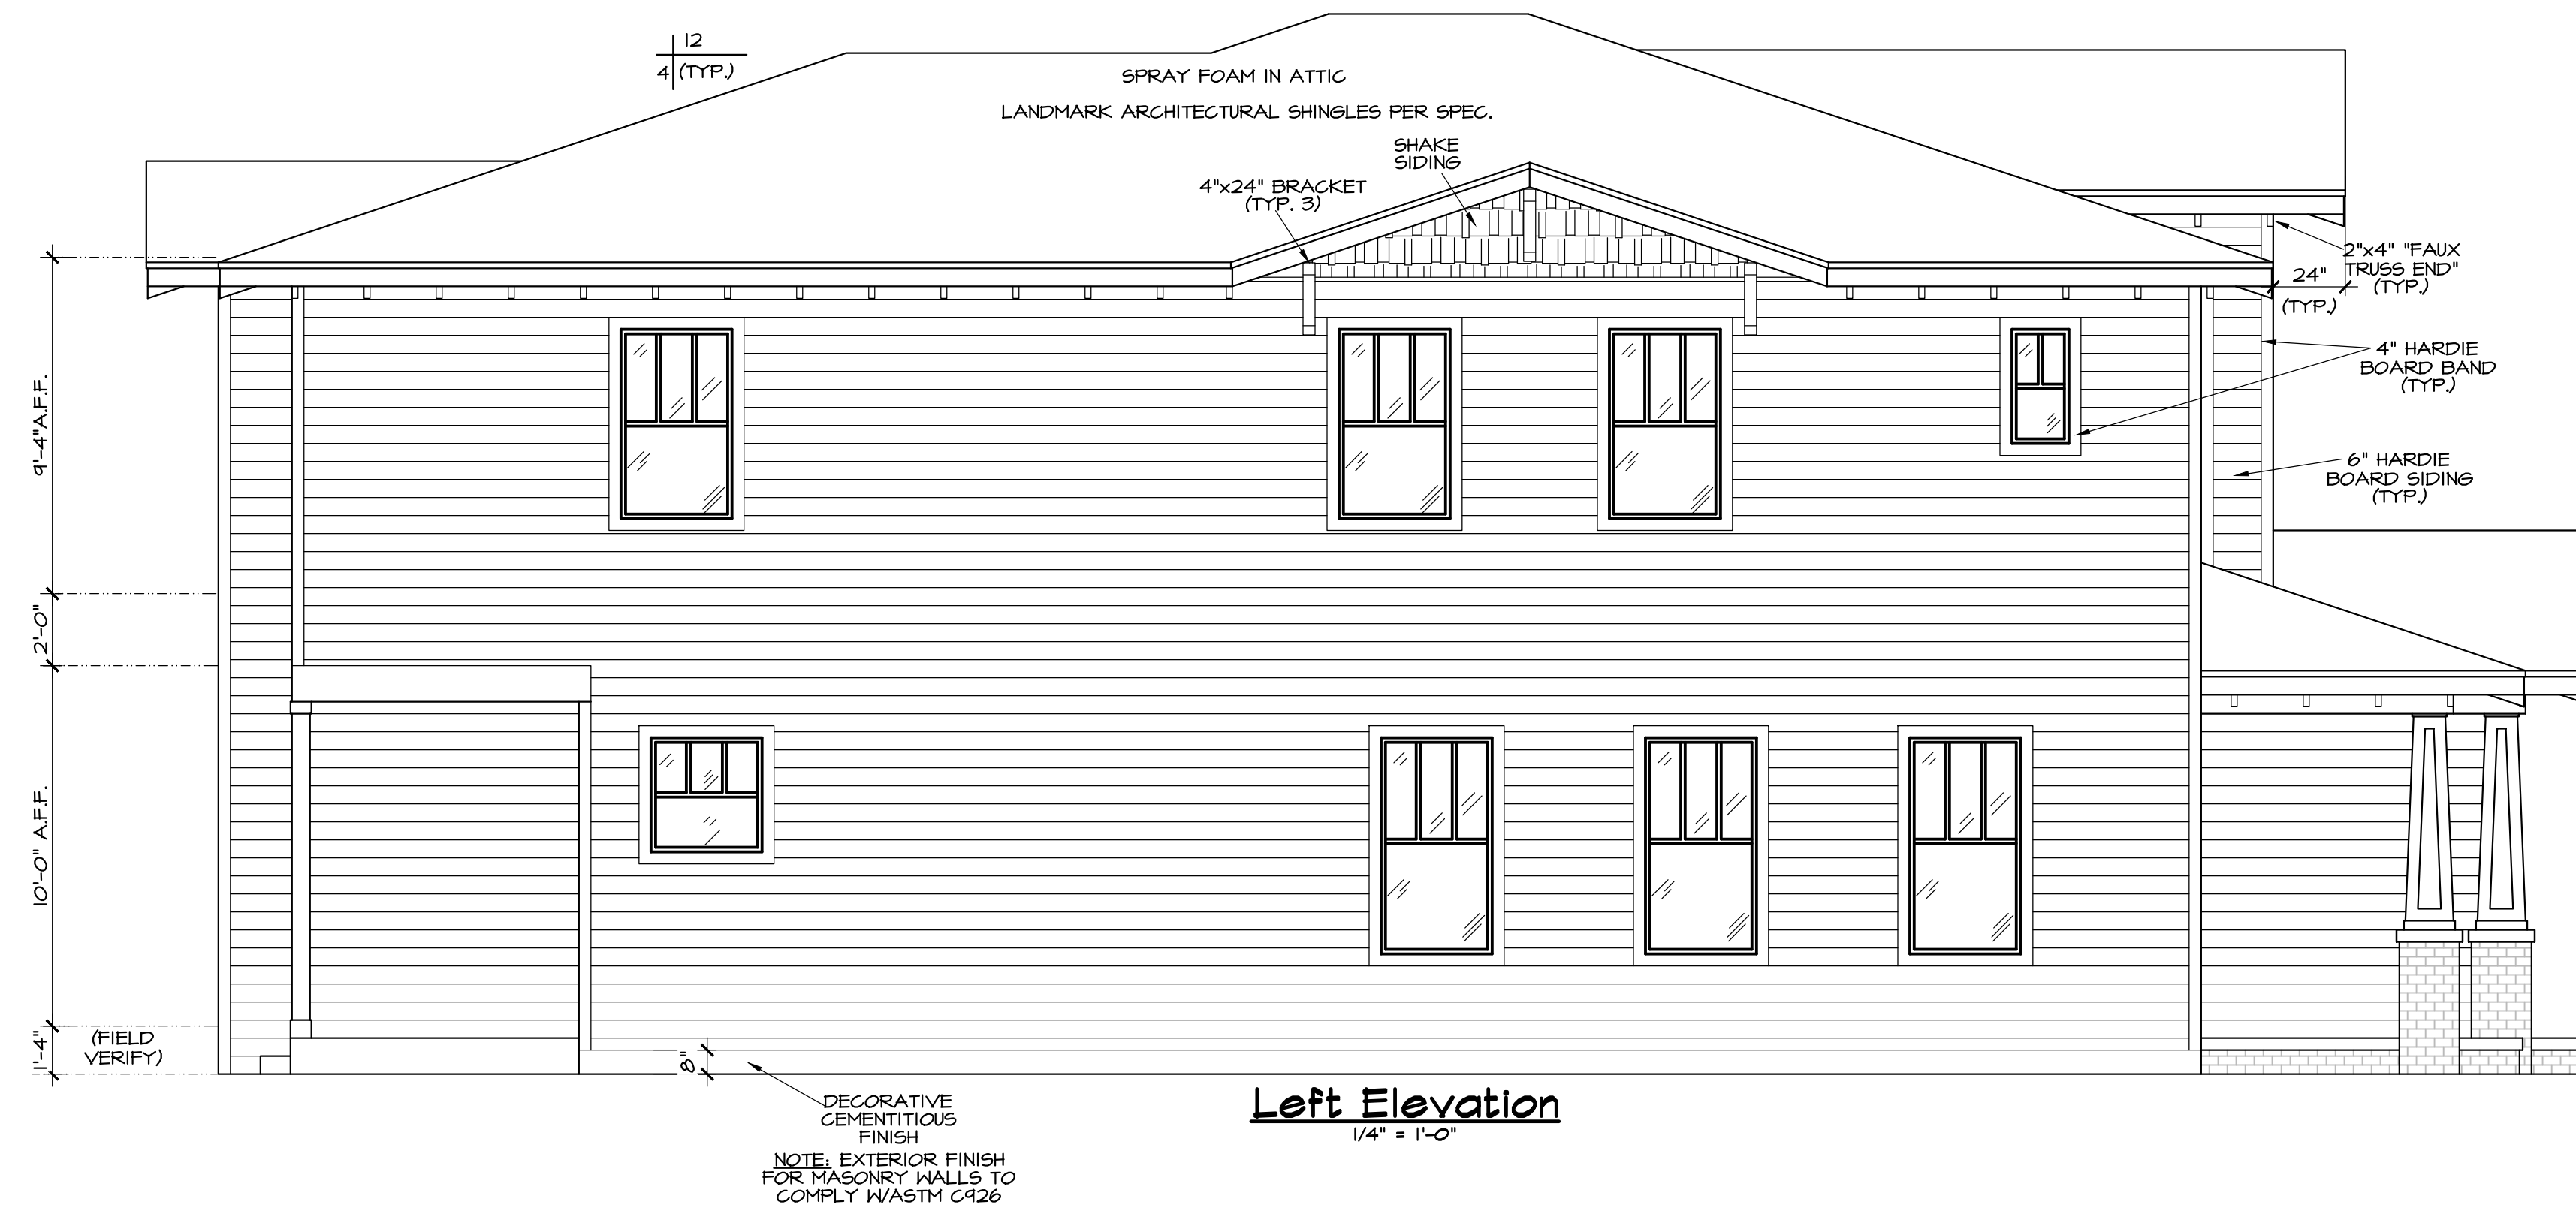 12
4 (TYP.)
SPRAY FOAM IN ATTIC
LANDMARK ARCHITECTURAL SHINGLES PER SPEC.
SHAKE
SIDING
4"x24" BRACKET
(TYP. 3)
2"x4" "FAUX
TRUSS END"
(TYP.)
24"
(TYP.)
4" HARDIE
BOARD BAND
(TYP.)
6" HARDIE
BOARD SIDING
(TYP.)
9'-4"A.F.F.
2'-0"
10'-0" A.F.F.
1'-4"
(FIELD
VERIFY)
8"
DECORATIVE
CEMENTITIOUS
FINISH
NOTE: EXTERIOR FINISH
FOR MASONRY WALLS TO
COMPLY W/ASTM C926
Left Elevation
1/4" = 1'-0"